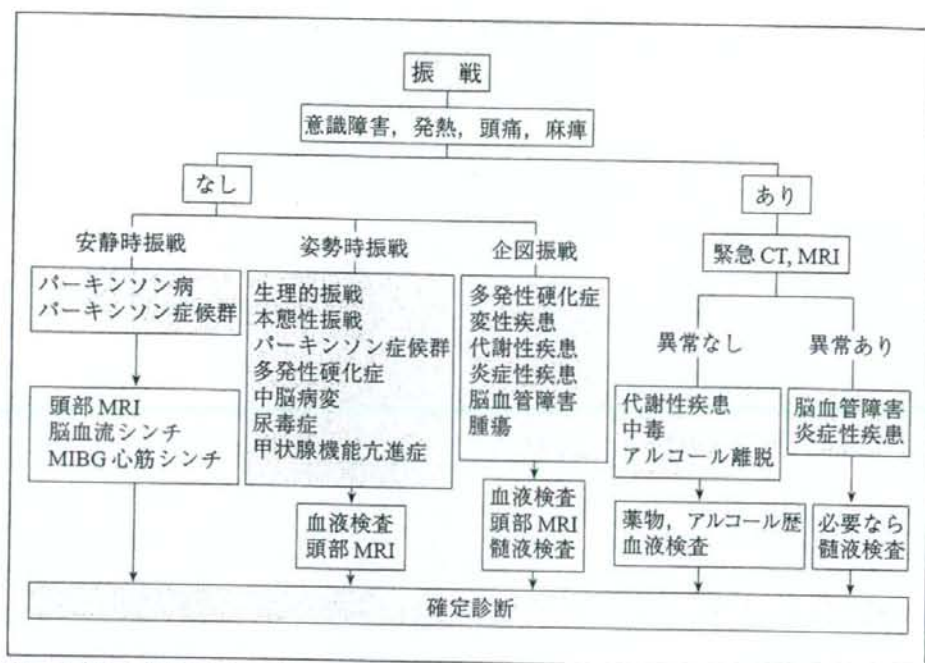 振 戦
意識障害, 発熱, 頭痛, 麻痺
なし
あり
安静時振戦
パーキンソン病
パーキンソン症候群
頭部 MRI
脳血流シンチ
MIBG 心筋シンチ
姿勢時振戦
生理的振戦
本態性振戦
パーキンソン症候群
多発性硬化症
中脳病変
尿毒症
甲状腺機能亢進症
血液検査
頭部 MRI
企図振戦
多発性硬化症
変性疾患
代謝性疾患
炎症性疾患
脳血管障害
腫瘍
血液検査
頭部 MRI
髄液検査
緊急 CT, MRI
異常なし
代謝性疾患
中毒
アルコール離脱
薬物, アルコール歴
血液検査
異常あり
脳血管障害
炎症性疾患
必要なら
髄液検査
確定診断